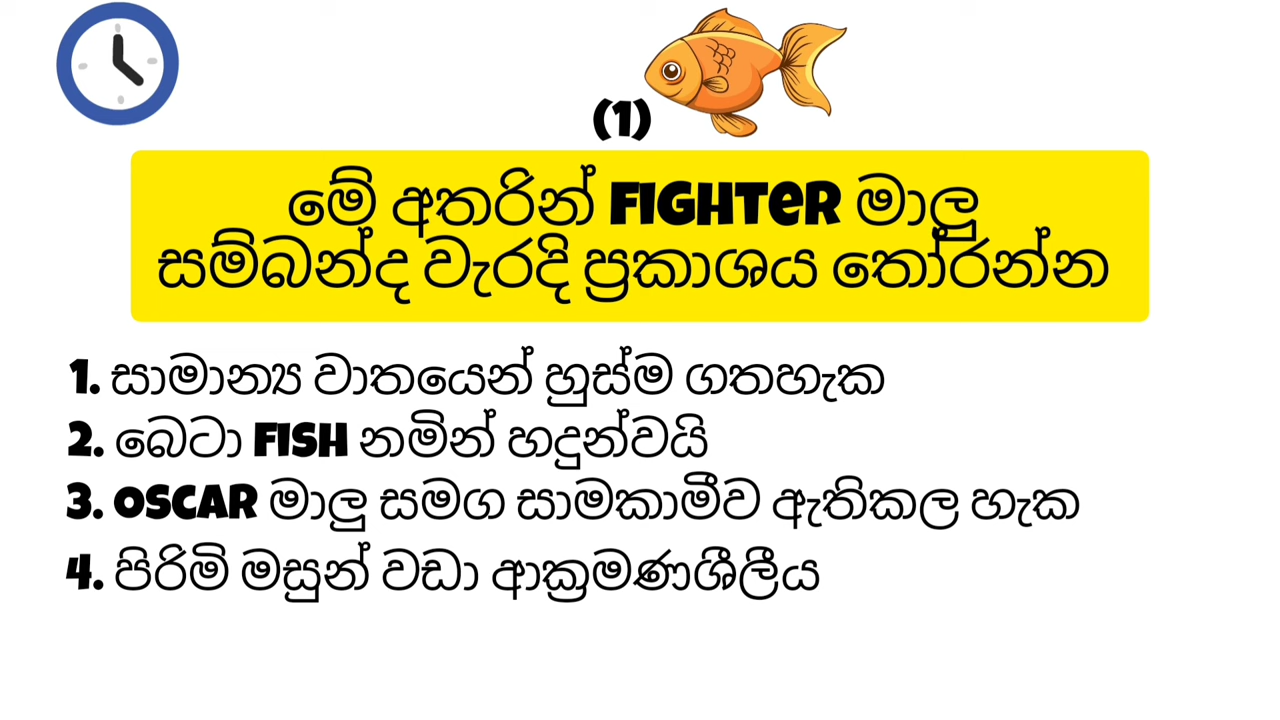 (1)
මේ අතරින් FIGHTER මාලු
සම්බන්ද වැරදි ප්‍රකාශය තෝරන්න
1. සාමාන්‍ය වාතයෙන් හුස්ම ගතහැක
2. බෙටා FISH නමින් හදුන්වයි
3. OSCAR මාලු සමග සාමකාමීව ඇතිකල හැක
4. පිරිමි මසුන් වඩා ආක්‍රමණශීලීය